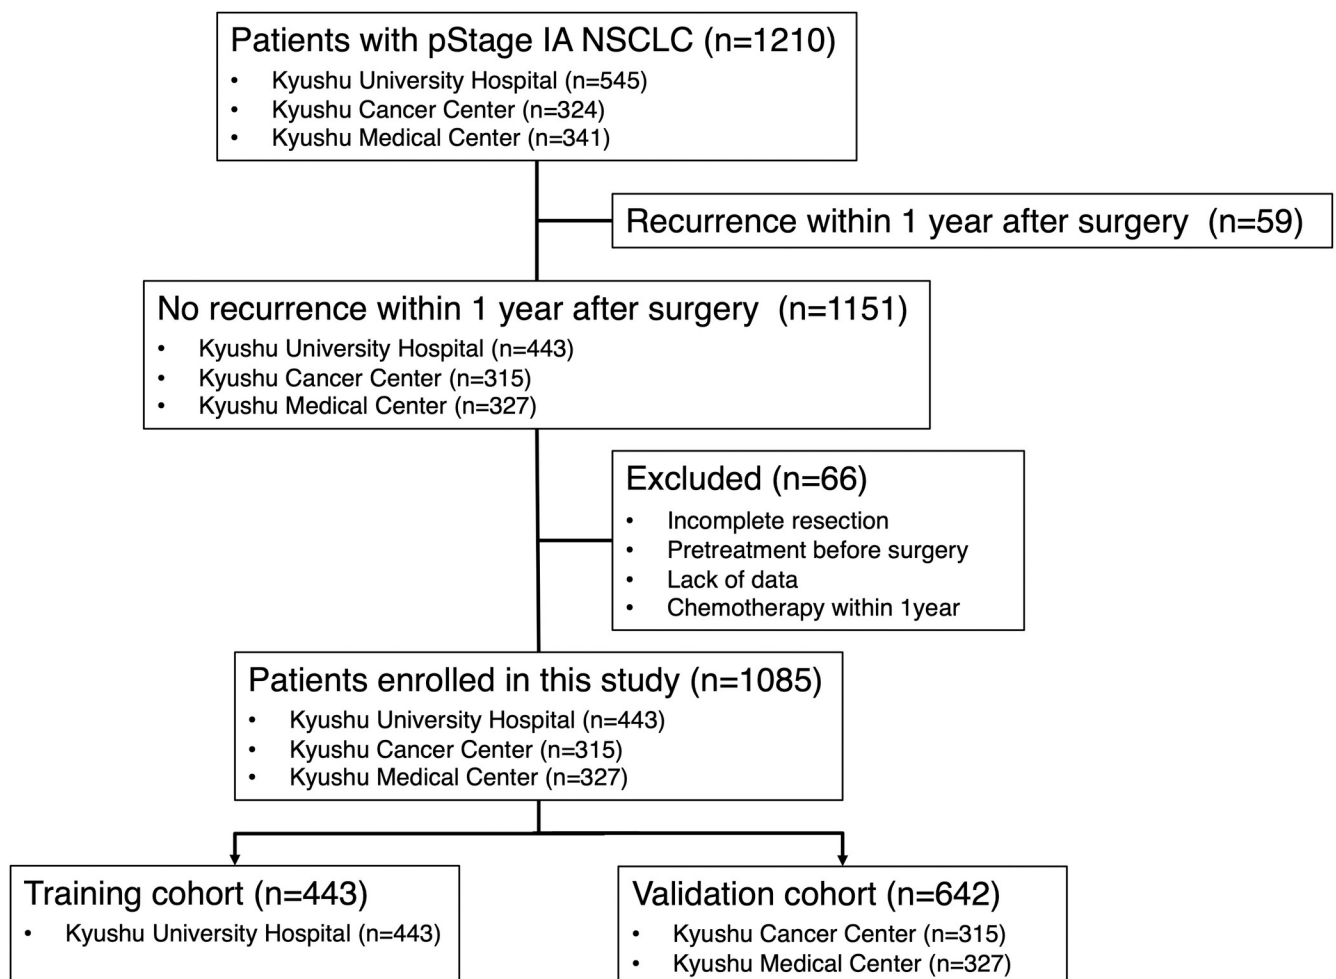 Patients with pStage IA NSCLC (n=1210)
• Kyushu University Hospital (n=545)
• Kyushu Cancer Center (n=324)
• Kyushu Medical Center (n=341)
Recurrence within 1 year after surgery (n=59)
No recurrence within 1 year after surgery (n=1151)
• Kyushu University Hospital (n=443)
• Kyushu Cancer Center (n=315)
• Kyushu Medical Center (n=327)
Excluded (n=66)
• Incomplete resection
• Pretreatment before surgery
• Lack of data
• Chemotherapy within 1year
Patients enrolled in this study (n=1085)
• Kyushu University Hospital (n=443)
• Kyushu Cancer Center (n=315)
• Kyushu Medical Center (n=327)
Training cohort (n=443)
• Kyushu University Hospital (n=443)
Validation cohort (n=642)
• Kyushu Cancer Center (n=315)
• Kyushu Medical Center (n=327)